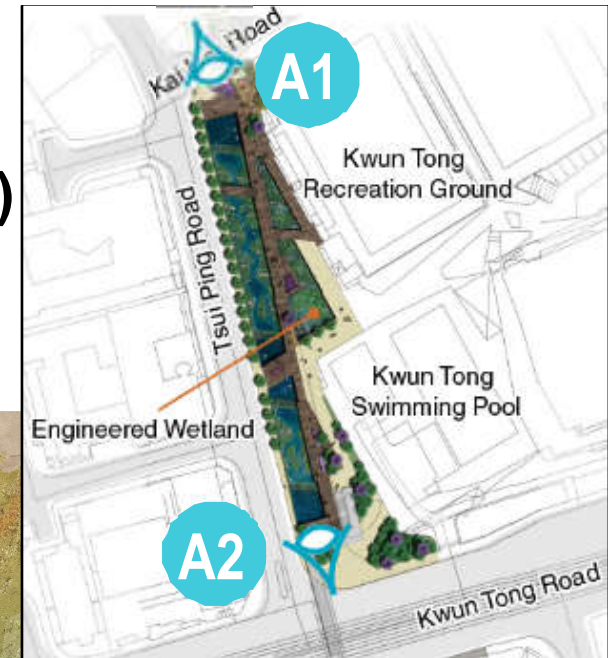 Road
A1
)
Kwun Tong
Recreation Ground
Tsui Ping Road
Kwun Tong
Swimming Pool
Engineered Wetland
A2
Kwun Tong Road